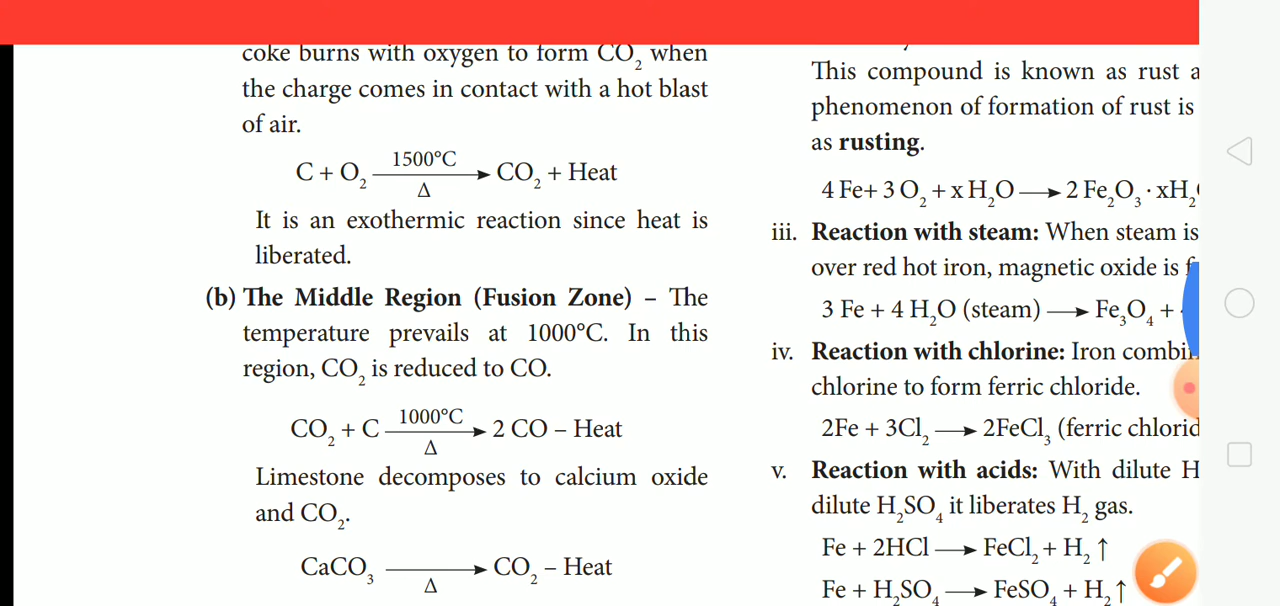 coke burns with oxygen to form CO₂ when
the charge comes in contact with a hot blast
of air.
C + O₂ 1500°C Δ → CO₂ + Heat
It is an exothermic reaction since heat is
liberated.
(b) The Middle Region (Fusion Zone) – The
temperature prevails at 1000°C. In this
region, CO₂ is reduced to CO.
CO₂ + C 1000°C Δ → 2 CO – Heat
Limestone decomposes to calcium oxide
and CO₂.
CaCO₃ Δ → CO₂ – Heat
This compound is known as rust a
phenomenon of formation of rust is
as rusting.
4 Fe+ 3 O₂ + x H₂O → 2 Fe₂O₃ · xH₂
iii. Reaction with steam: When steam is
over red hot iron, magnetic oxide is
3 Fe + 4 H₂O (steam) → Fe₃O₄ +
iv. Reaction with chlorine: Iron combi
chlorine to form ferric chloride.
2Fe + 3Cl₂ → 2FeCl₃ (ferric chlorid
v. Reaction with acids: With dilute H
dilute H₂SO₄ it liberates H₂ gas.
Fe + 2HCl → FeCl₂ + H₂ ↑
Fe + H₂SO₄ → FeSO₄ + H₂ ↑